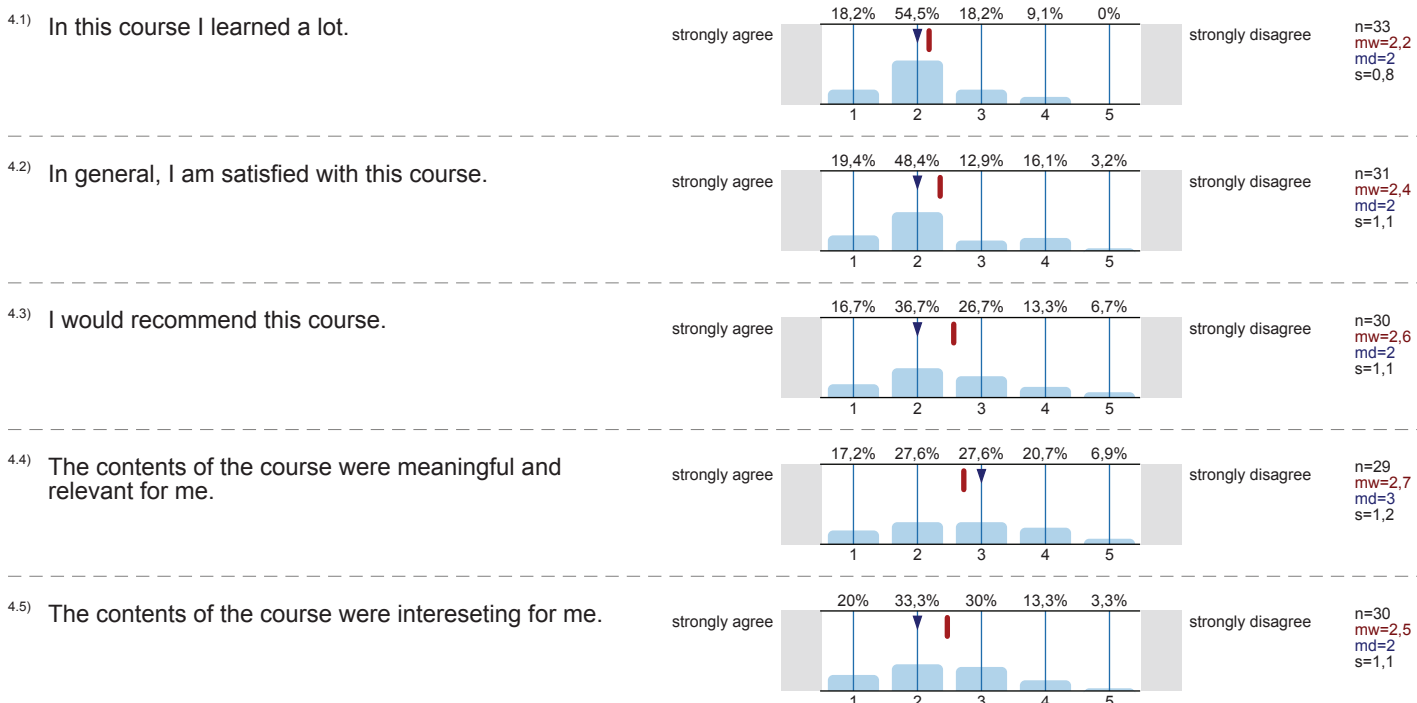 4.1) In this course I learned a lot.
18,2% 54,5% 18,2% 9,1% 0%
strongly agree
strongly disagree
1 2 3 4 5
n=33
mw=2,2
md=2
s=0,8
4.2) In general, I am satisfied with this course.
19,4% 48,4% 12,9% 16,1% 3,2%
strongly agree
strongly disagree
1 2 3 4 5
n=31
mw=2,4
md=2
s=1,1
4.3) I would recommend this course.
16,7% 36,7% 26,7% 13,3% 6,7%
strongly agree
strongly disagree
1 2 3 4 5
n=30
mw=2,6
md=2
s=1,1
4.4) The contents of the course were meaningful and
relevant for me.
17,2% 27,6% 27,6% 20,7% 6,9%
strongly agree
strongly disagree
1 2 3 4 5
n=29
mw=2,7
md=3
s=1,2
4.5) The contents of the course were intereseting for me.
20% 33,3% 30% 13,3% 3,3%
strongly agree
strongly disagree
1 2 3 4 5
n=30
mw=2,5
md=2
s=1,1